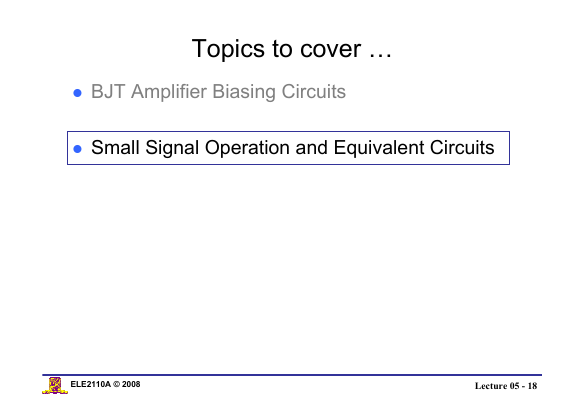 Topics to cover …
● BJT Amplifier Biasing Circuits
● Small Signal Operation and Equivalent Circuits
ELE2110A © 2008
Lecture 05 - 18